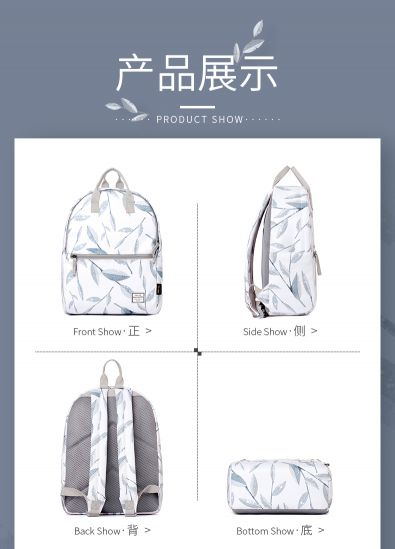 产品展示
······ PRODUCT SHOW ······
Front Show · 正 >
Side Show · 侧 >
Back Show · 背 >
Bottom Show · 底 >